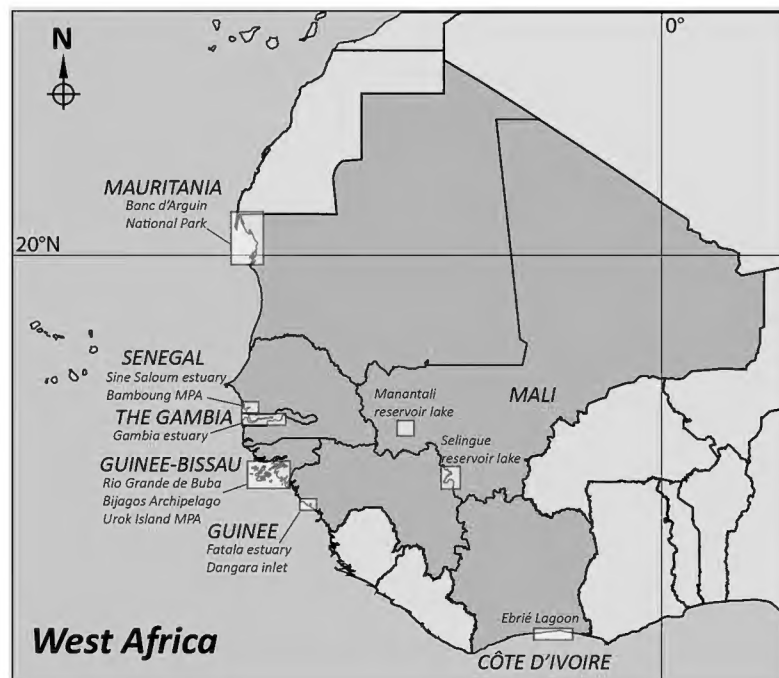 N
0°
MAURITANIA
Banc d'Arguin
National Park
20°N
SENEGAL
Sine Saloum estuary
Bamboung MPA
THE GAMBIA
Gambia estuary
GUINEE-BISSAU
Rio Grande de Buba
Bijagos Archipelago
Urok Island MPA
GUINEE
Fatala estuary
Dangara inlet
Manantali
reservoir lake
MALI
Selingue
reservoir lake
Ebrié Lagoon
CÔTE D'IVOIRE
West Africa